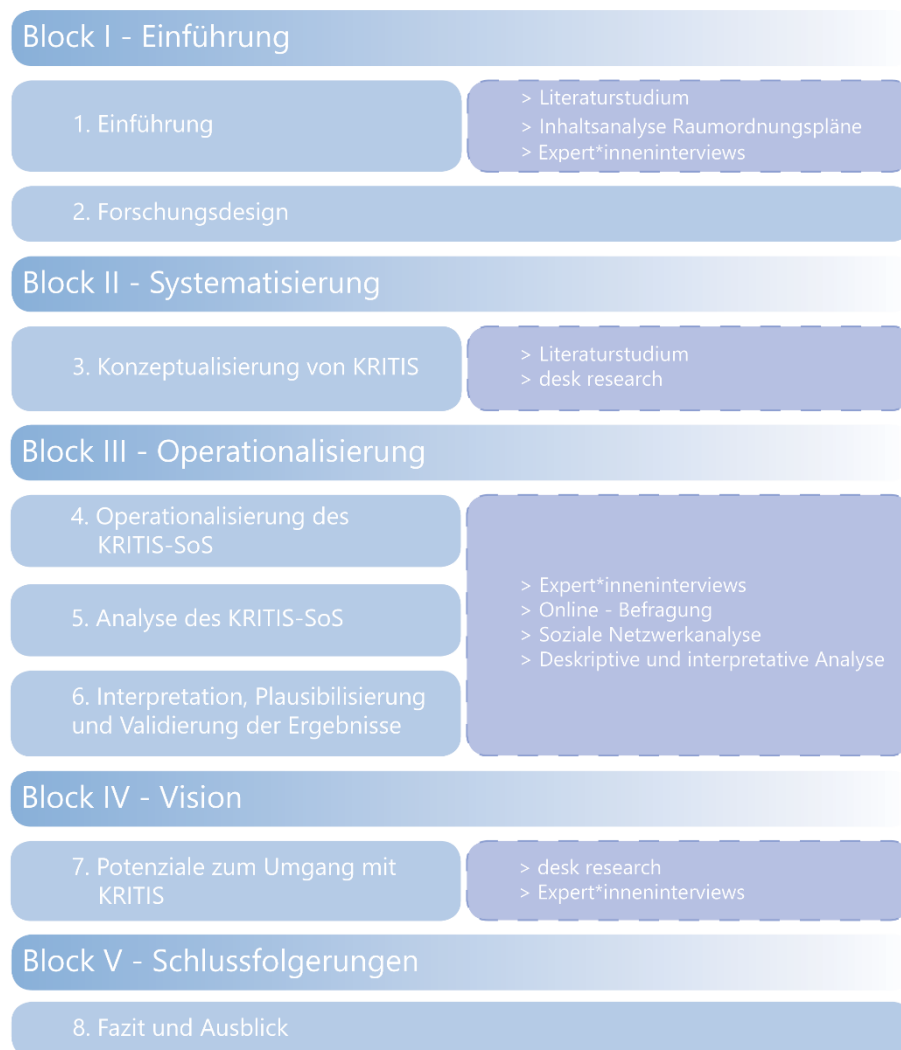 Block I - Einführung
1. Einführung
> Literaturstudium
> Inhaltsanalyse Raumordnungspläne
> Expert*inneninterviews
2. Forschungsdesign
Block II - Systematisierung
3. Konzeptualisierung von KRITIS
> Literaturstudium
> desk research
Block III - Operationalisierung
4. Operationalisierung des
KRITIS-SoS
5. Analyse des KRITIS-SoS
6. Interpretation, Plausibilisierung
und Validierung der Ergebnisse
> Expert*inneninterviews
> Online - Befragung
> Soziale Netzwerkanalyse
> Deskriptive und interpretative Analyse
Block IV - Vision
7. Potenziale zum Umgang mit
KRITIS
> desk research
> Expert*inneninterviews
Block V - Schlussfolgerungen
8. Fazit und Ausblick